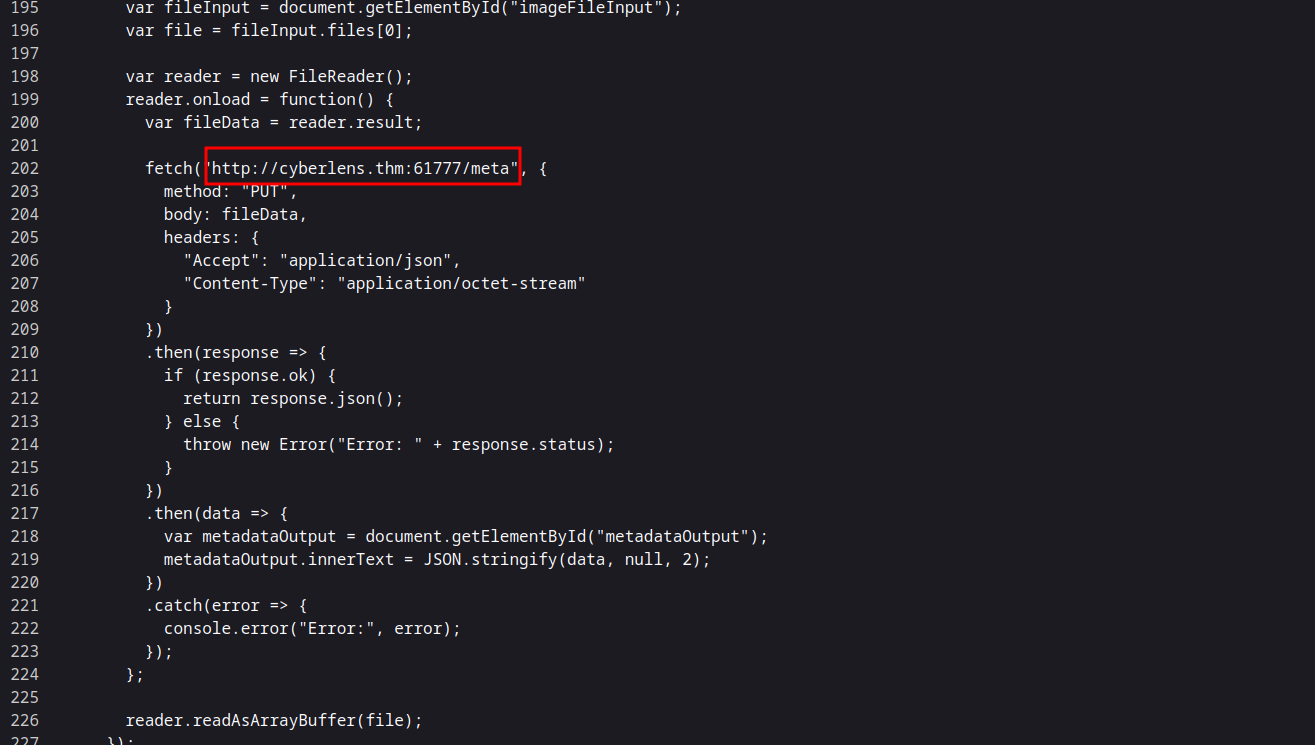 195 var fileInput = document.getElementById("imageFileInput");
196 var file = fileInput.files[0];
197
198 var reader = new FileReader();
199 reader.onload = function() {
200 var fileData = reader.result;
201
202 fetch("http://cyberlens.thm:61777/meta", {
203 method: "PUT",
204 body: fileData,
205 headers: {
206 "Accept": "application/json",
207 "Content-Type": "application/octet-stream"
208 }
209 })
210 .then(response => {
211 if (response.ok) {
212 return response.json();
213 } else {
214 throw new Error("Error: " + response.status);
215 }
216 })
217 .then(data => {
218 var metadataOutput = document.getElementById("metadataOutput");
219 metadataOutput.innerText = JSON.stringify(data, null, 2);
220 })
221 .catch(error => {
222 console.error("Error:", error);
223 });
224 };
225
226 reader.readAsArrayBuffer(file);
227 });